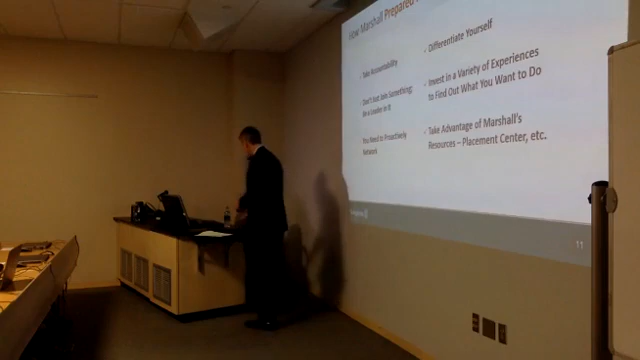 How Marshall Prepared
Take Accountability
Don't Just Join Something;
Be a Leader in It
You Need to Proactively
Network
Differentiate Yourself
Invest in a Variety of Experiences
to Find Out What You Want to Do
Take Advantage of Marshall's
Resources – Placement Center, etc.
11